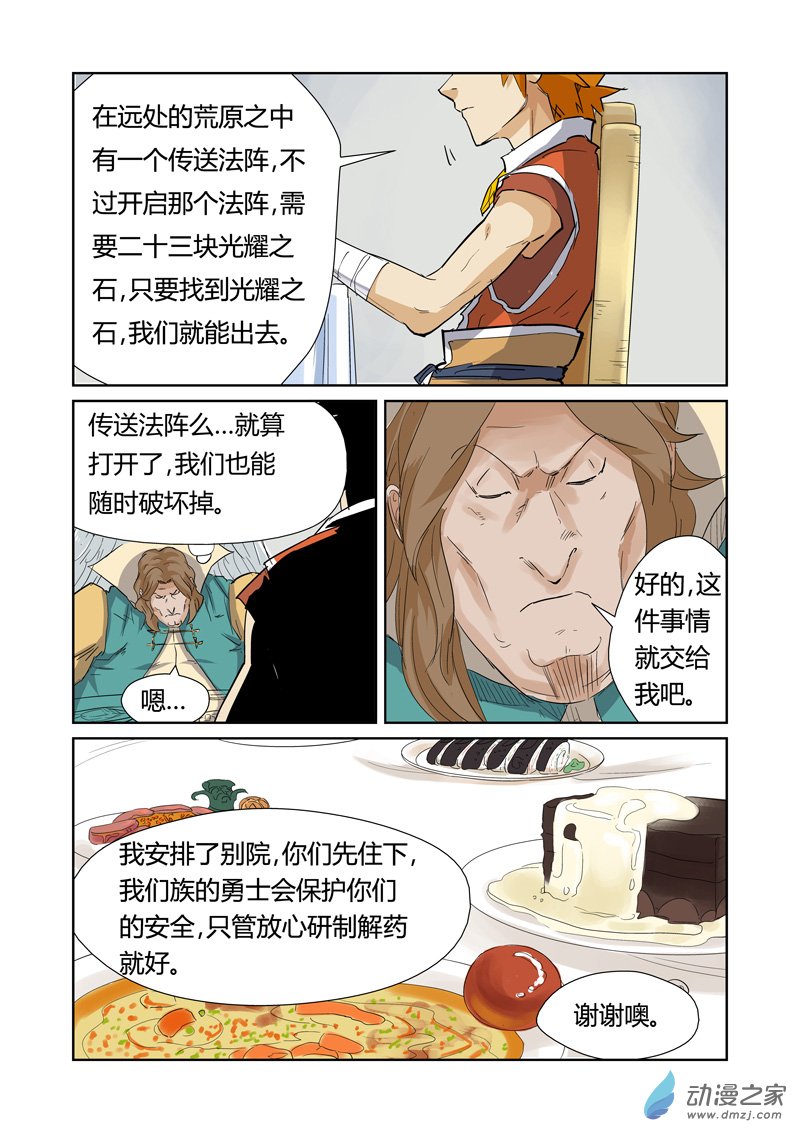 在远处的荒原之中
有一个传送法阵,不
过开启那个法阵,需
要二十三块光耀之
石,只要找到光耀之
石,我们就能出去。
传送法阵么…就算
打开了,我们也能
随时破坏掉。
嗯…
好的,这
件事情
就交给
我吧。
我安排了别院,你们先住下,
我们族的勇士会保护你们
的安全,只管放心研制解药
就好。
谢谢噢。
动漫之家
www.dmzj.com